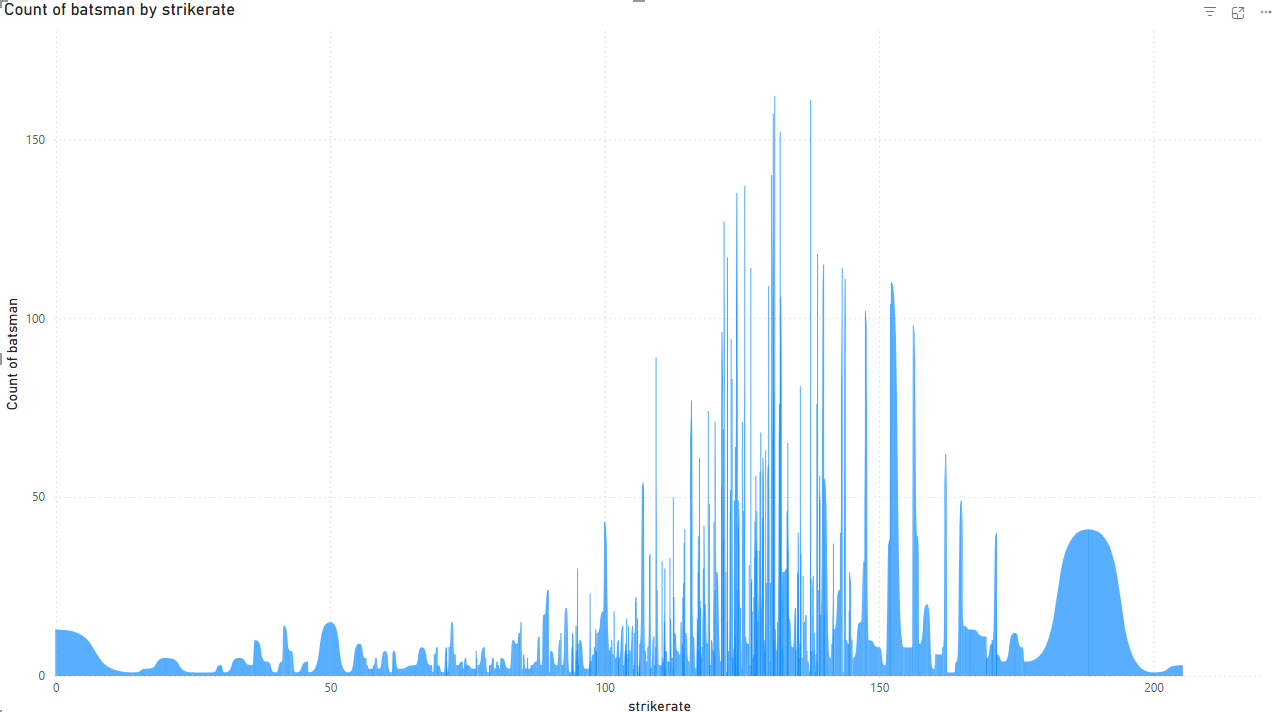 Count of batsman by strikerate
150
100
50
0
Count of batsman
0 50 100 150 200
strikerate